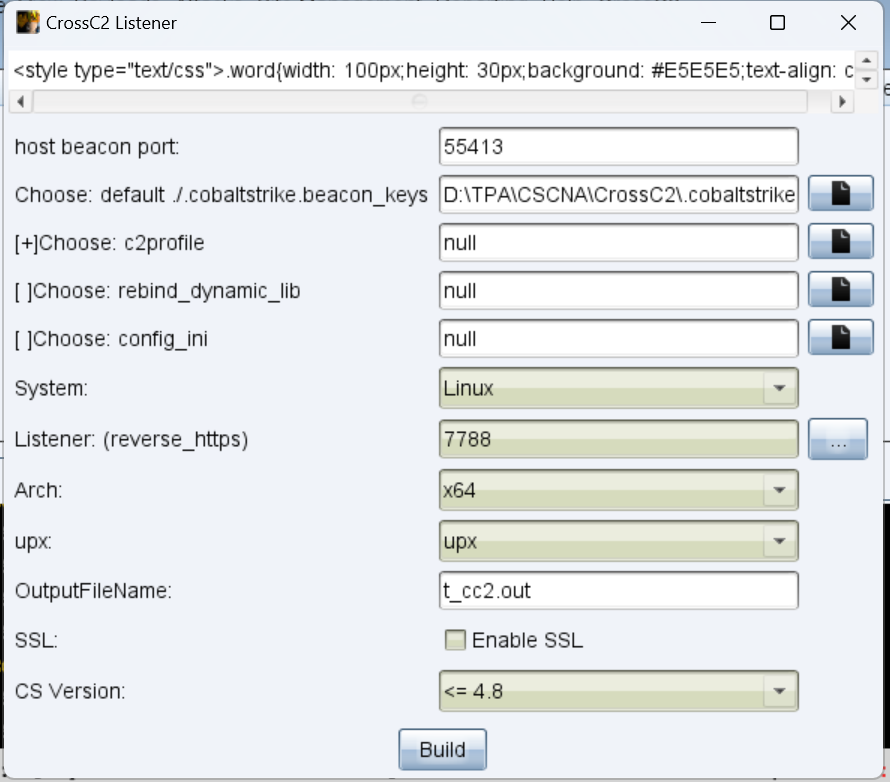 CrossC2 Listener
<style type="text/css">.word{width: 100px;height: 30px;background: #E5E5E5;text-align: c
host beacon port: 55413
Choose: default ./.cobaltstrike.beacon_keys D:\TPA\CSCNA\CrossC2\.cobaltstrike
[+]Choose: c2profile null
[ ]Choose: rebind_dynamic_lib null
[ ]Choose: config_ini null
System: Linux
Listener: (reverse_https) 7788 ...
Arch: x64
upx: upx
OutputFileName: t_cc2.out
SSL: Enable SSL
CS Version: <= 4.8
Build